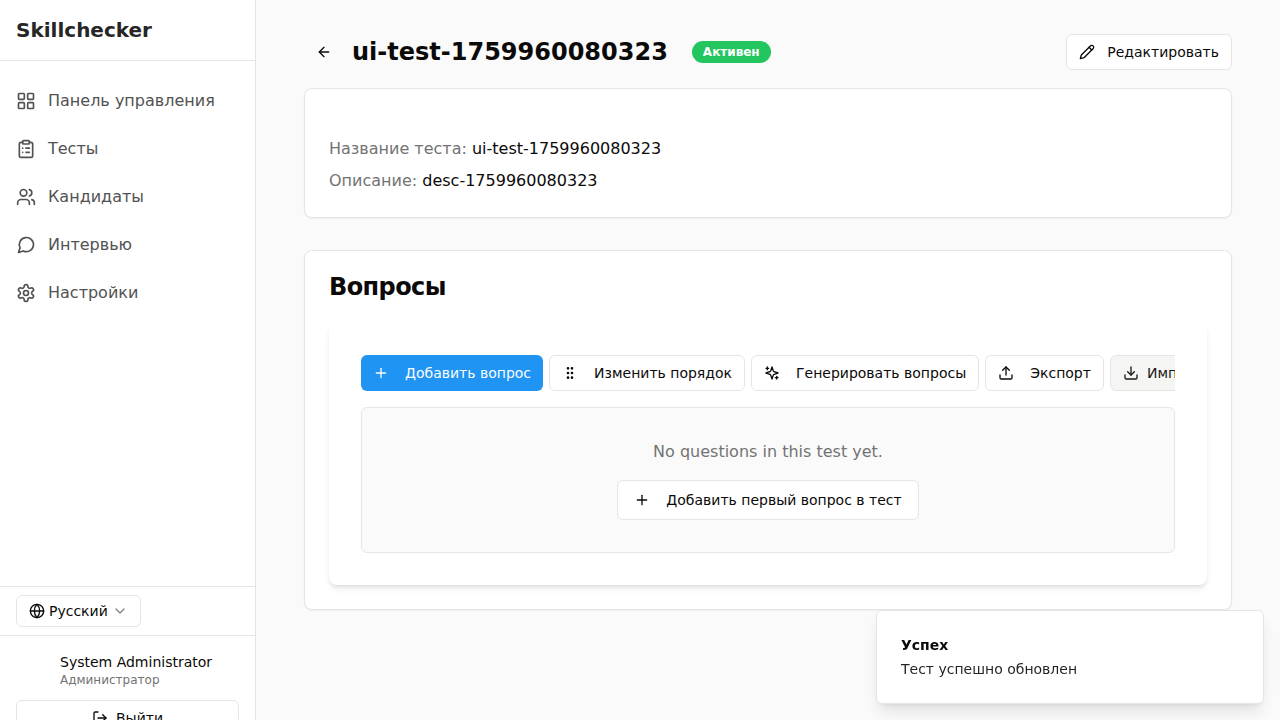 Skillchecker
Панель управления
Тесты
Кандидаты
Интервью
Настройки
Русский
System Administrator
Администратор
Выйти
ui-test-1759960080323
Активен
Редактировать
Название теста: ui-test-1759960080323
Описание: desc-1759960080323
Вопросы
Добавить вопрос
Изменить порядок
Генерировать вопросы
Экспорт
Имп
No questions in this test yet.
Добавить первый вопрос в тест
Успех
Тест успешно обновлен